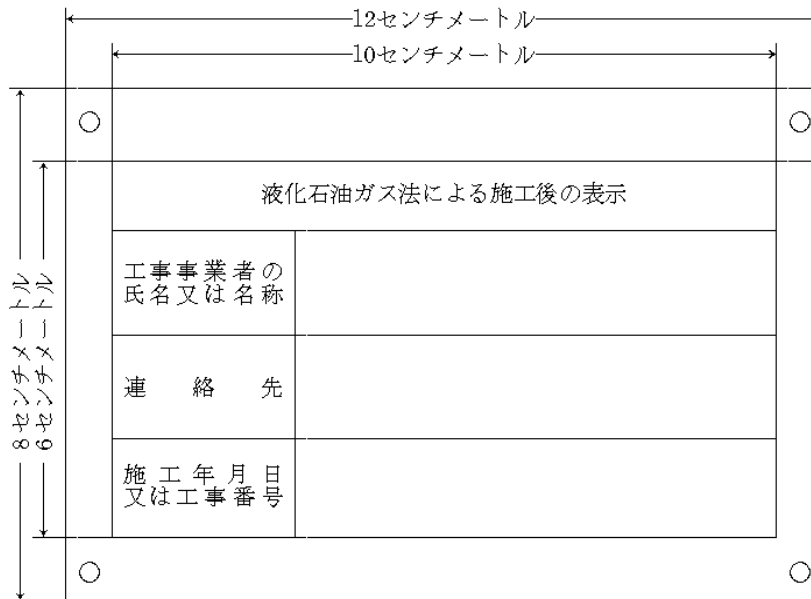 12センチメートル
10センチメートル
8センチメートル
6センチメートル
液化石油ガス法による施工後の表示
工事事業者の
氏名又は名称
連絡先
施工年月日
又は工事番号